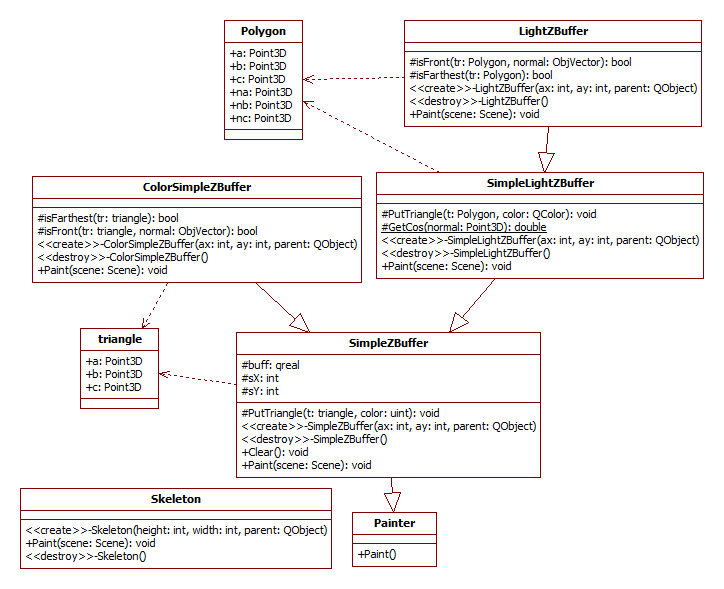 Polygon
+a: Point3D
+b: Point3D
+c: Point3D
+na: Point3D
+nb: Point3D
+nc: Point3D
LightZBuffer
#isFront(tr: Polygon, normal: ObjVector): bool
#isFarthest(tr: Polygon): bool
<<create>>-LightZBuffer(ax: int, ay: int, parent: QObject)
<<destroy>>-LightZBuffer()
+Paint(scene: Scene): void
ColorSimpleZBuffer
#isFarthest(tr: triangle): bool
#isFront(tr: triangle, normal: ObjVector): bool
<<create>>-ColorSimpleZBuffer(ax: int, ay: int, parent: QObject)
<<destroy>>-ColorSimpleZBuffer()
+Paint(scene: Scene): void
SimpleLightZBuffer
#PutTriangle(t: Polygon, color: QColor): void
#GetCos(normal: Point3D): double
<<create>>-SimpleLightZBuffer(ax: int, ay: int, parent: QObject)
<<destroy>>-SimpleLightZBuffer()
+Paint(scene: Scene): void
triangle
+a: Point3D
+b: Point3D
+c: Point3D
SimpleZBuffer
#buff: qreal
#sX: int
#sY: int
#PutTriangle(t: triangle, color: uint): void
<<create>>-SimpleZBuffer(ax: int, ay: int, parent: QObject)
<<destroy>>-SimpleZBuffer()
+Clear(): void
+Paint(scene: Scene): void
Skeleton
<<create>>-Skeleton(height: int, width: int, parent: QObject)
+Paint(scene: Scene): void
<<destroy>>-Skeleton()
Painter
+Paint()